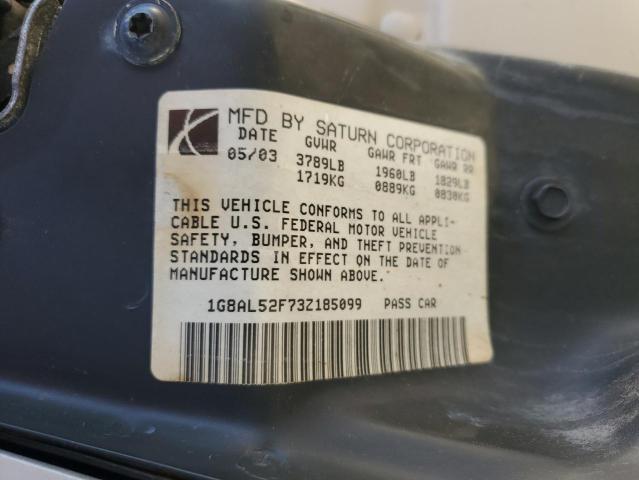 MFD BY SATURN CORPORATION
DATE GVWR GAWR FRT GAWR RR
05/03 3789LB 1960LB 1829LB
1719KG 0889KG 0830KG
THIS VEHICLE CONFORMS TO ALL APPLI-
CABLE U.S. FEDERAL MOTOR VEHICLE
SAFETY, BUMPER, AND THEFT PREVENTION
STANDARDS IN EFFECT ON THE DATE OF
MANUFACTURE SHOWN ABOVE.
1G8AL52F73Z185099 PASS CAR